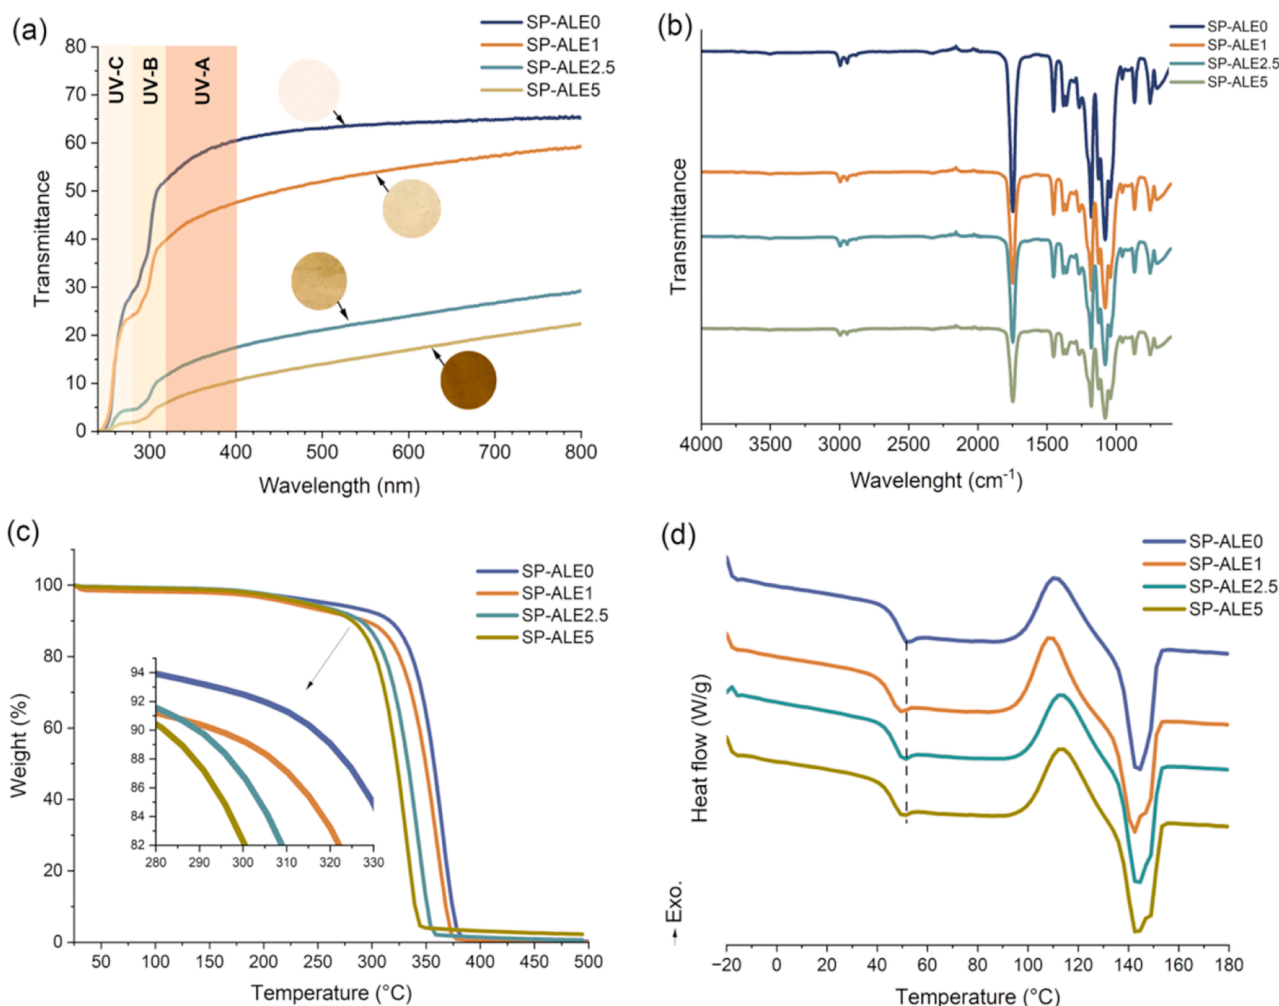 (a)
SP-ALE0
SP-ALE1
SP-ALE2.5
SP-ALE5
UV-C
UV-B
UV-A
80
70
60
50
40
30
20
10
0
Transmittance
300 400 500 600 700 800
Wavelength (nm)
(b)
SP-ALE0
SP-ALE1
SP-ALE2.5
SP-ALE5
Transmittance
4000 3500 3000 2500 2000 1500 1000
Wavelenght (cm⁻¹)
(c)
SP-ALE0
SP-ALE1
SP-ALE2.5
SP-ALE5
100
80
60
40
20
0
Weight (%)
94
92
91
90
88
86
84
83
82
280 290 300 310 320 330
50 100 150 200 250 300 350 400 450 500
Temperature (°C)
(d)
SP-ALE0
SP-ALE1
SP-ALE2.5
SP-ALE5
Heat flow (W/g)
→ Exo.
−20 0 20 40 60 80 100 120 140 160 180
Temperature (°C)